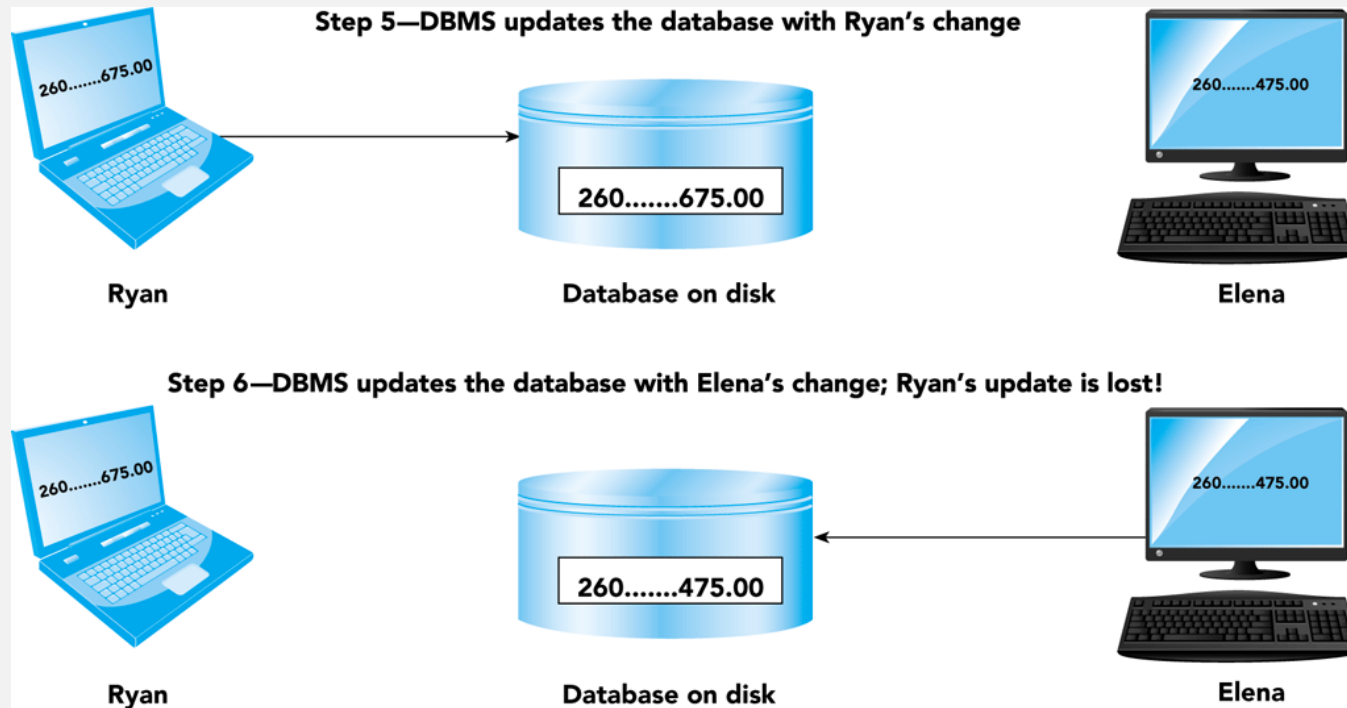 Step 5—DBMS updates the database with Ryan's change
260.......675.00
260.......475.00
260.......675.00
Ryan
Database on disk
Elena
Step 6—DBMS updates the database with Elena's change; Ryan's update is lost!
260.......675.00
260.......475.00
260.......475.00
Ryan
Database on disk
Elena